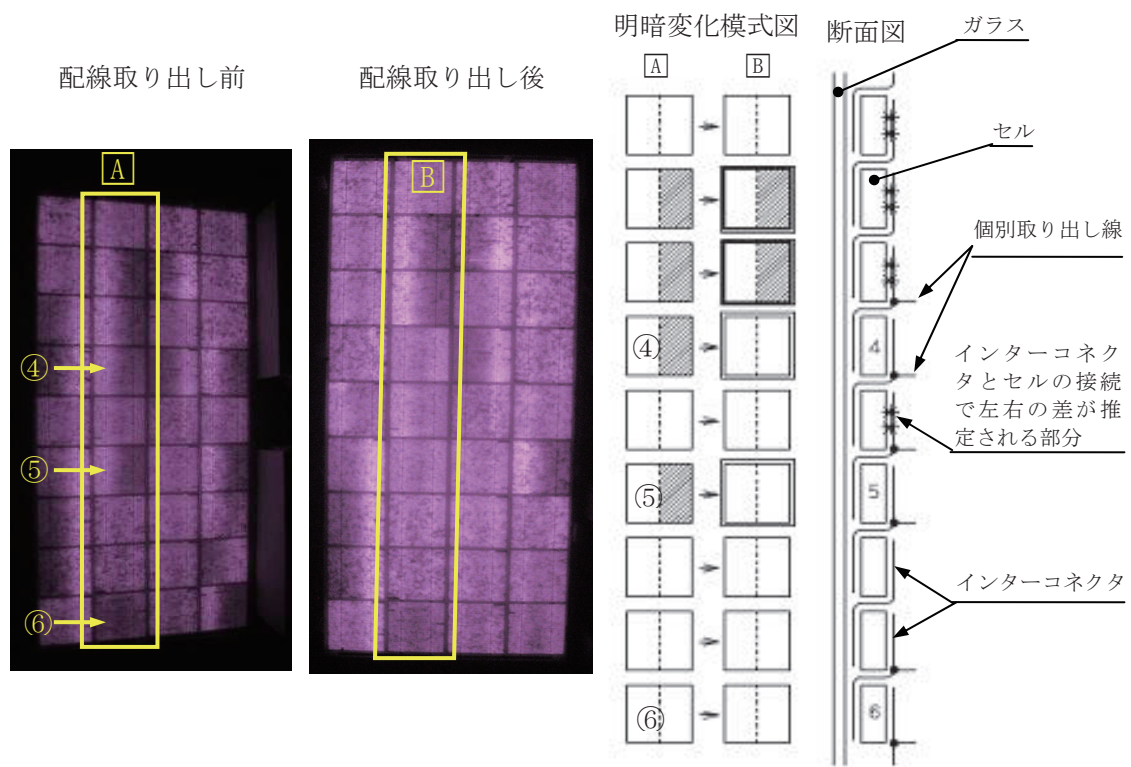 配線取り出し前
配線取り出し後
明暗変化模式図
断面図
A
B
④
⑤
⑥
A
B
④
⑤
⑥
4
5
6
ガラス
セル
個別取り出し線
インターコネク
タとセルの接続
で左右の差が推
定される部分
インターコネクタ